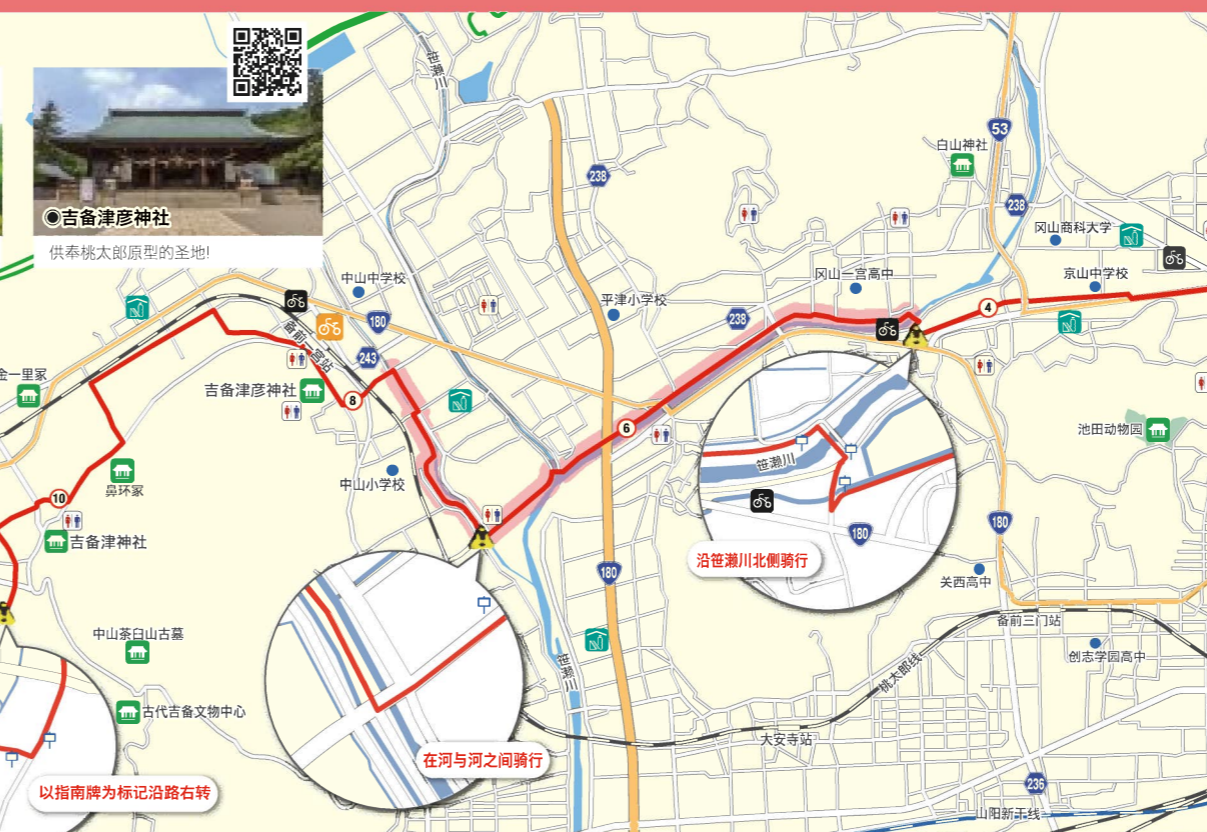 吉备津彦神社
供奉桃太郎原型的圣地!
笹瀬川
53
238
白山神社
238
冈山商科大学
京山中学校
冈山一宫高中
中山中学校
平津小学校
238
180
243
备前一宫站
4
金一里冢
吉备津彦神社
8
6
池田动物园
鼻环冢
中山小学校
10
吉备津神社
笹瀬川
180
180
沿笹瀬川北侧骑行
180
关西高中
备前三门站
创志学园高中
中山茶臼山古墓
笹瀬川
桃太郎线
古代吉备文物中心
大安寺站
在河与河之间骑行
以指南牌为标记沿路右转
236
山阳新干线